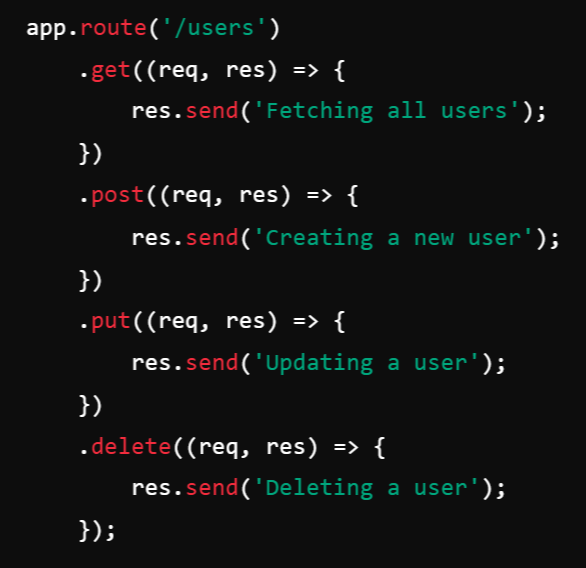 app.route('/users')
    .get((req, res) => {
        res.send('Fetching all users');
    })
    .post((req, res) => {
        res.send('Creating a new user');
    })
    .put((req, res) => {
        res.send('Updating a user');
    })
    .delete((req, res) => {
        res.send('Deleting a user');
    });